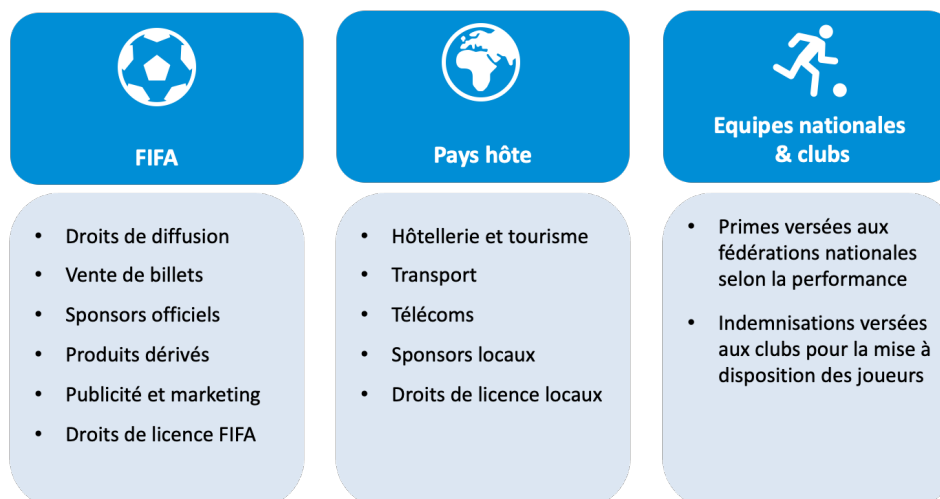 FIFA
• Droits de diffusion
• Vente de billets
• Sponsors officiels
• Produits dérivés
• Publicité et marketing
• Droits de licence FIFA
Pays hôte
• Hôtellerie et tourisme
• Transport
• Télécoms
• Sponsors locaux
• Droits de licence locaux
Equipes nationales
& clubs
• Primes versées aux
fédérations nationales
selon la performance
• Indemnisations versées
aux clubs pour la mise à
disposition des joueurs